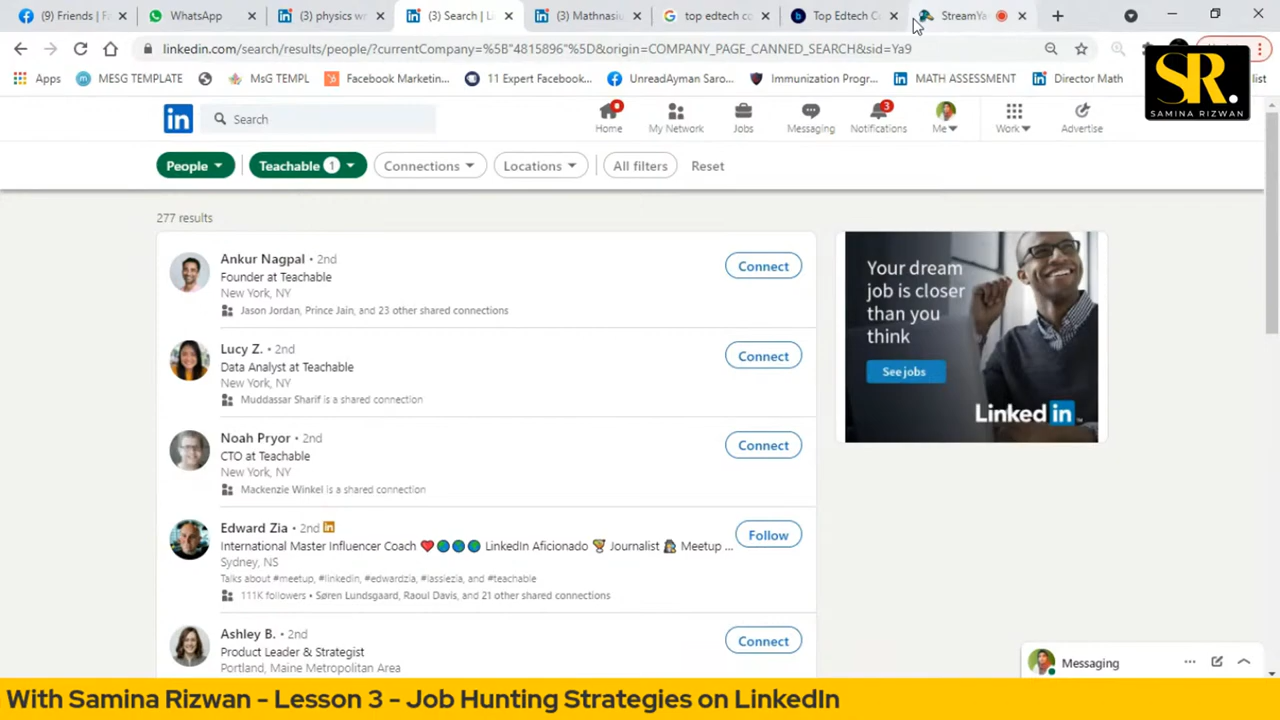 (9) Friends | F
WhatsApp
(3) physics wr
(3) Search | L
(3) Mathnasiu
top edtech co
Top Edtech C
StreamYa
linkedin.com/search/results/people/?currentCompany=%5B"4815896"%5D&origin=COMPANY_PAGE_CANNED_SEARCH&sid=Ya9
Apps
MESG TEMPLATE
MsG TEMPL
Facebook Marketin...
11 Expert Facebook...
UnreadAyman Saro...
Immunization Progr...
MATH ASSESSMENT
Director Math
list
SR.
SAMINA RIZWAN
in
Search
Home
My Network
Jobs
Messaging
3
Notifications
Me
Work
Advertise
People
Teachable 1
Connections
Locations
All filters
Reset
277 results
Ankur Nagpal • 2nd
Founder at Teachable
New York, NY
Jason Jordan, Prince Jain, and 23 other shared connections
Connect
Lucy Z. • 2nd
Data Analyst at Teachable
New York, NY
Muddassar Sharif is a shared connection
Connect
Noah Pryor • 2nd
CTO at Teachable
New York, NY
Mackenzie Winkel is a shared connection
Connect
Edward Zia • 2nd in
International Master Influencer Coach ❤️🌏🌏🌏 LinkedIn Aficionado 🏆 Journalist 🕵️ Meetup ...
Sydney, NS
Talks about #meetup, #linkedin, #edwardzia, #lassiezia, and #teachable
111K followers • Søren Lundsgaard, Raoul Davis, and 21 other shared connections
Follow
Ashley B. • 2nd
Product Leader & Strategist
Portland, Maine Metropolitan Area
Connect
Your dream
job is closer
than you
think
See jobs
Linked in
Messaging
With Samina Rizwan - Lesson 3 - Job Hunting Strategies on LinkedIn